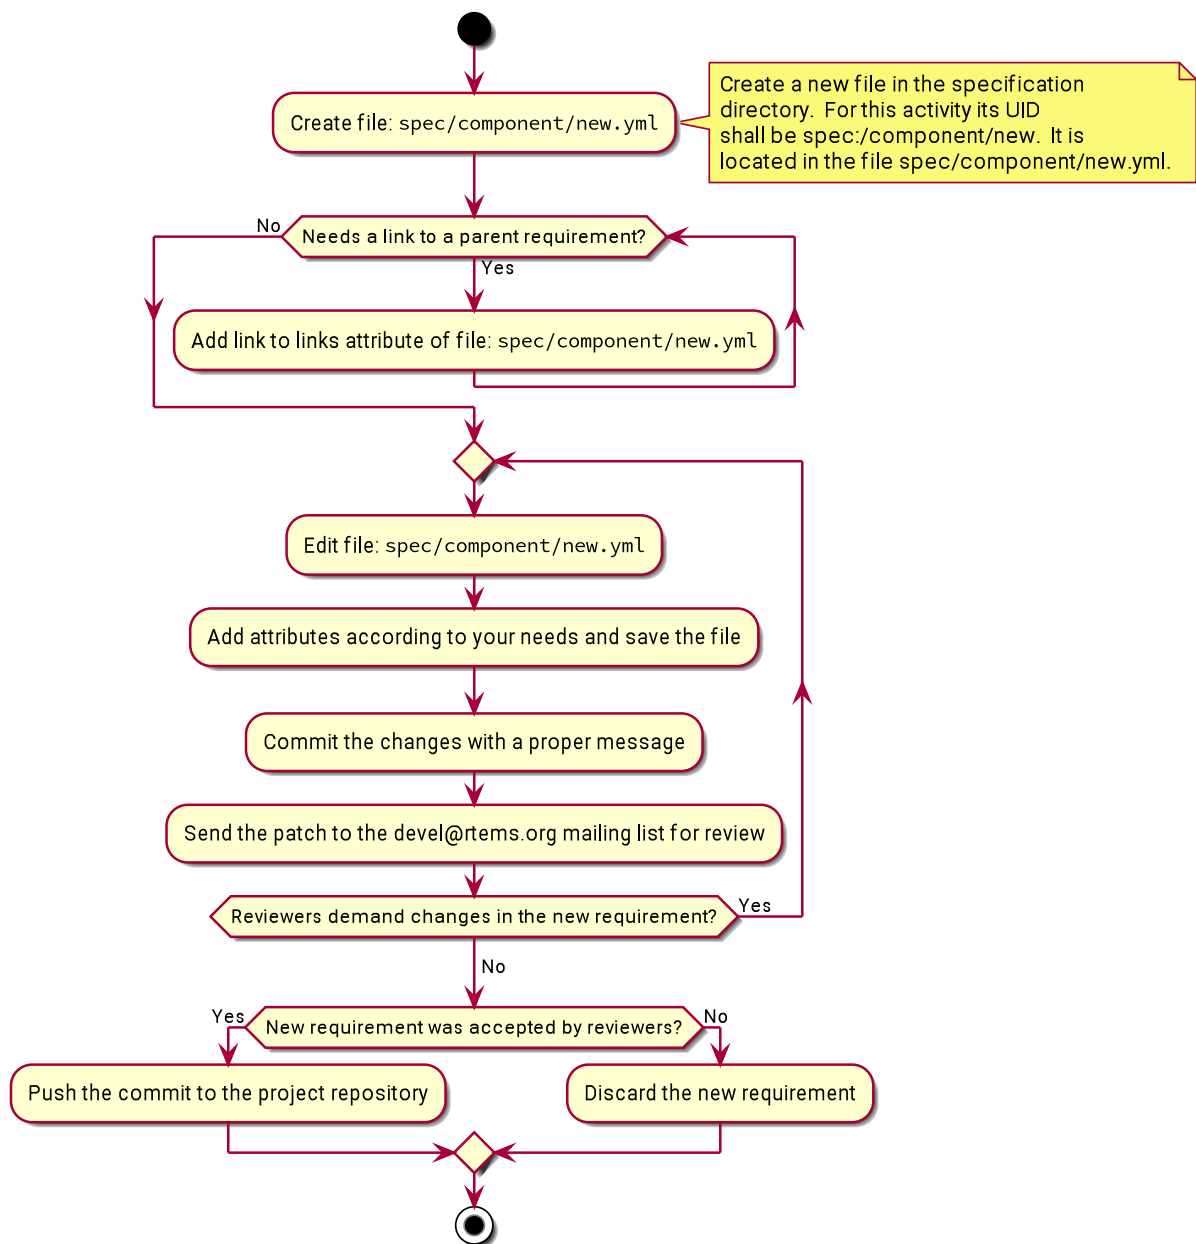 Create file: spec/component/new.yml
Create a new file in the specification
directory.  For this activity its UID
shall be spec:/component/new.  It is
located in the file spec/component/new.yml.
No
Needs a link to a parent requirement?
Yes
Add link to links attribute of file: spec/component/new.yml
Edit file: spec/component/new.yml
Add attributes according to your needs and save the file
Commit the changes with a proper message
Send the patch to the devel@rtems.org mailing list for review
Reviewers demand changes in the new requirement?
Yes
No
Yes
New requirement was accepted by reviewers?
No
Push the commit to the project repository
Discard the new requirement